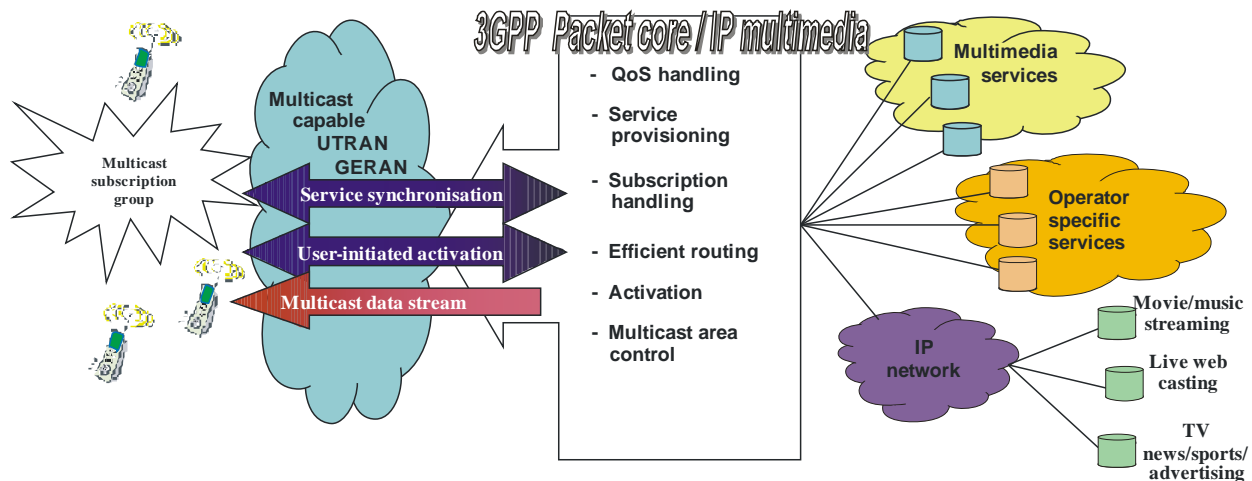 3GPP Packet core / IP multimedia
Multicast
subscription
group
Multicast
capable
UTRAN
GERAN
Service synchronisation
User-initiated activation
Multicast data stream
- QoS handling
- Service
provisioning
- Subscription
handling
- Efficient routing
- Activation
- Multicast area
control
Multimedia
services
Operator
specific
services
IP
network
Movie/music
streaming
Live web
casting
TV
news/sports/
advertising